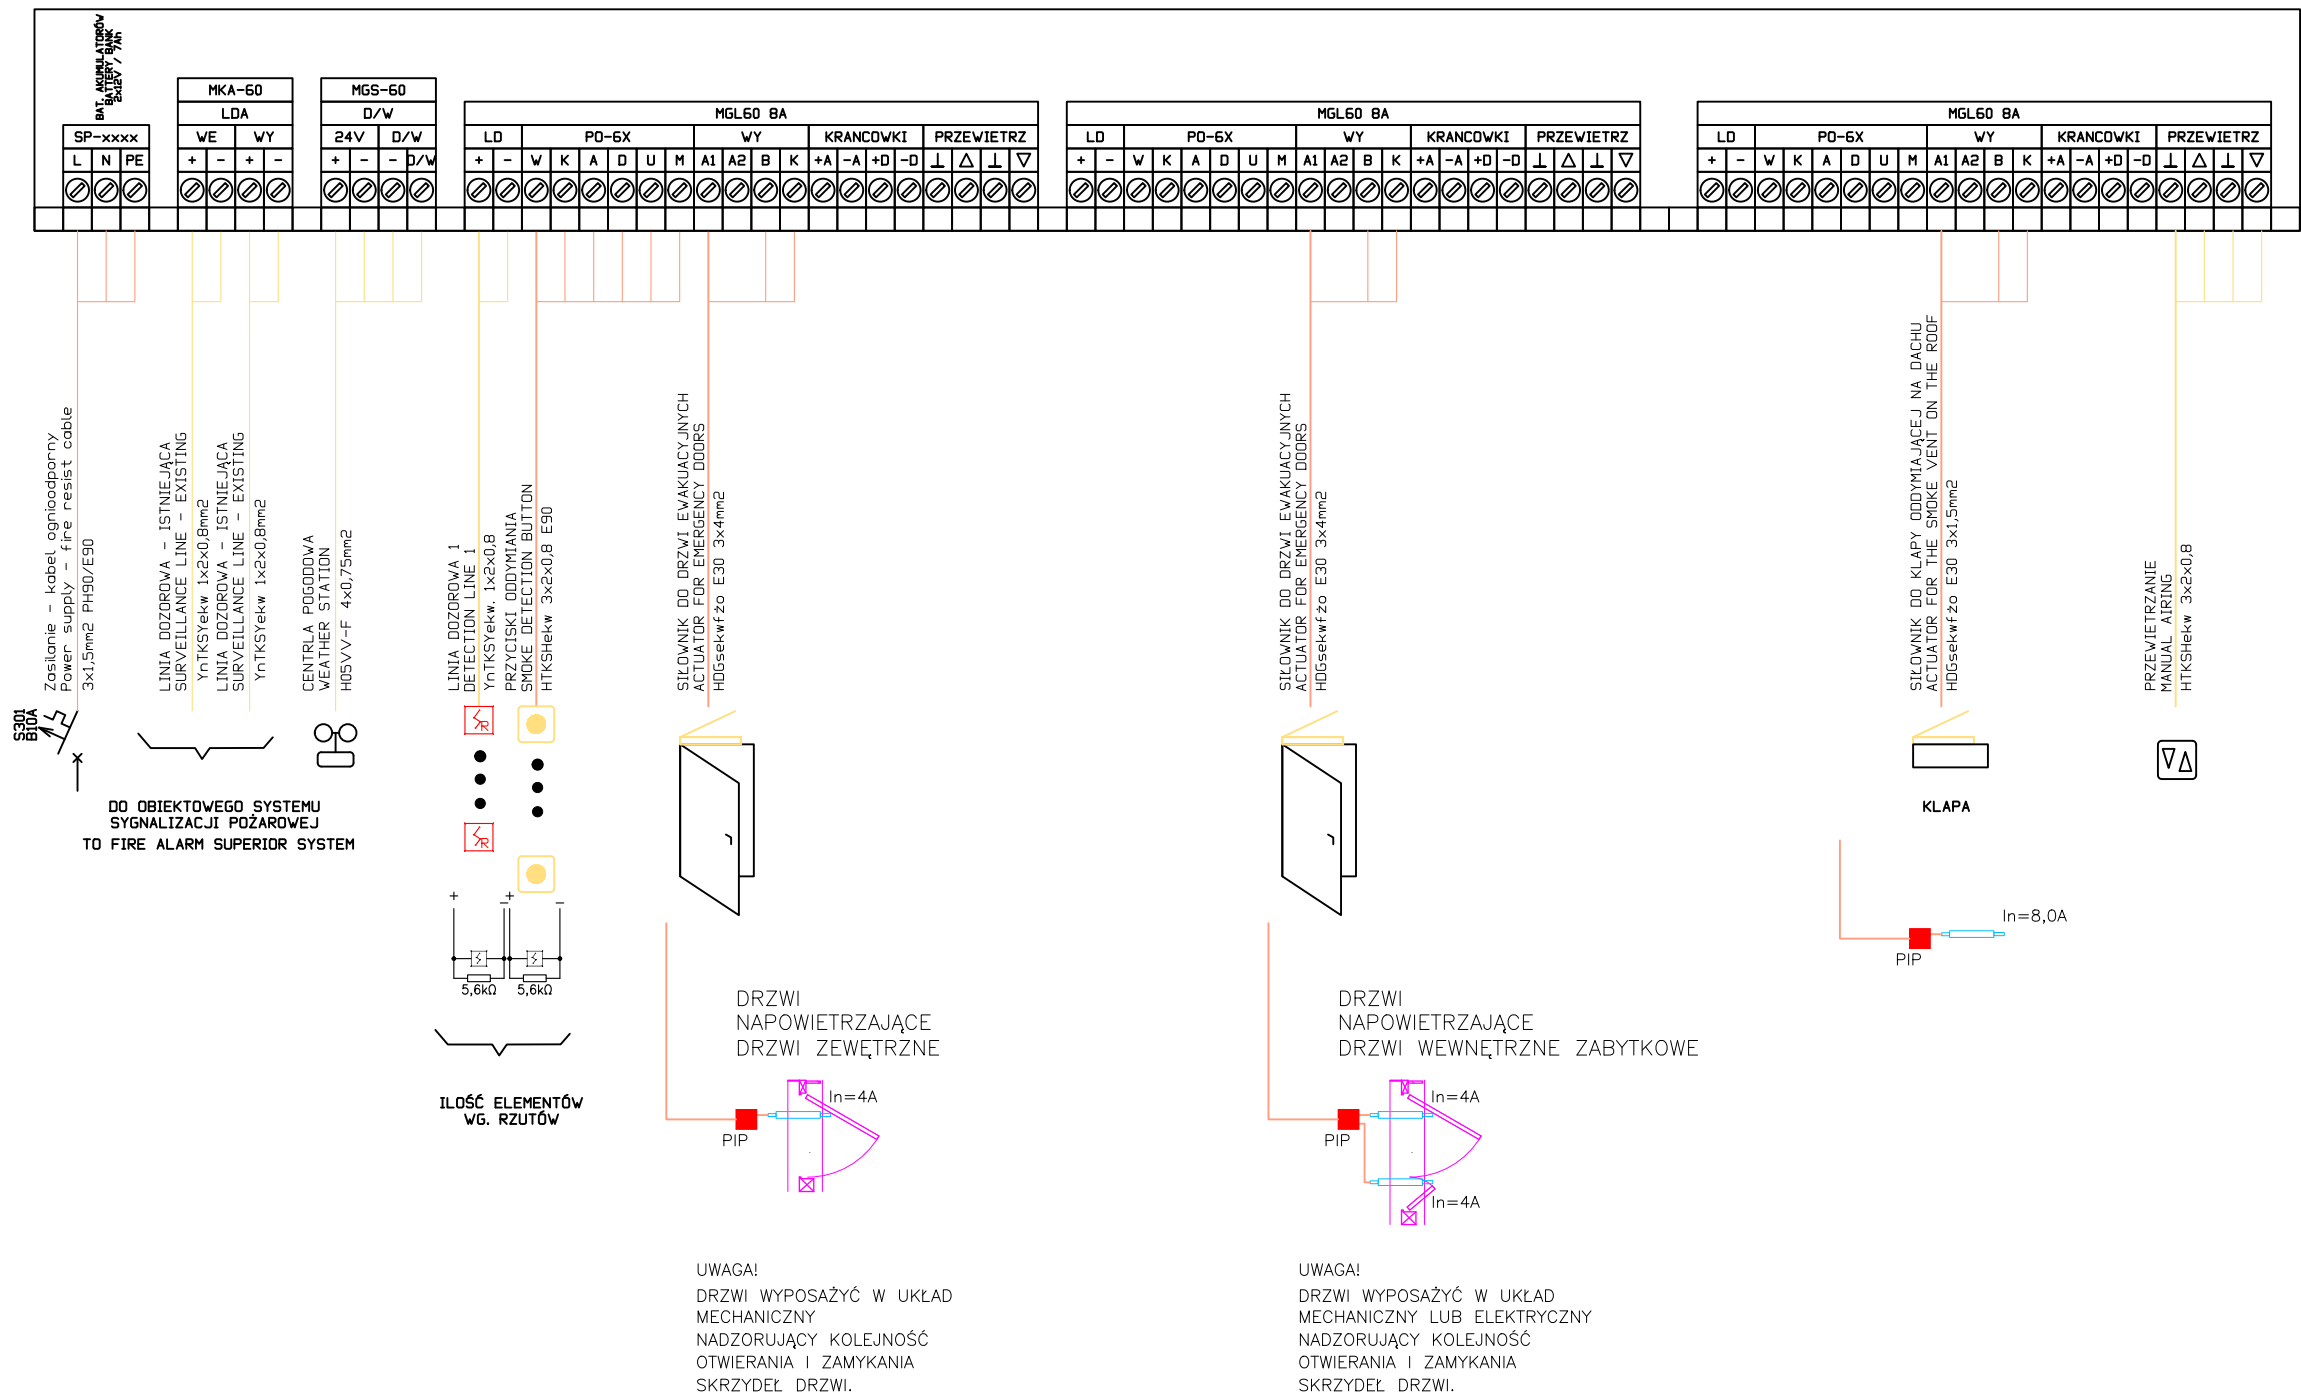 BAT. AKUMULATORÓW
BATTERY BANK
2x12V / 7Ah
SP-xxxx
L N PE
MKA-60
LDA
WE WY
+ - + -
MGS-60
D/W
24V D/W
+ - - D/W
MGL60 8A
LD PO-6X WY KRANCOWKI PRZEWIETRZ
+ - W K A D U M A1 A2 B K +A -A +D -D ⊥ △ ⊥ ▽
MGL60 8A
LD PO-6X WY KRANCOWKI PRZEWIETRZ
+ - W K A D U M A1 A2 B K +A -A +D -D ⊥ △ ⊥ ▽
MGL60 8A
LD PO-6X WY KRANCOWKI PRZEWIETRZ
+ - W K A D U M A1 A2 B K +A -A +D -D ⊥ △ ⊥ ▽
Zasilanie - kabel ognioodporny
Power supply - fire resist cable
3x1,5mm2 PH90/E90
LINIA DOZOROWA - ISTNIEJĄCA
SURVEILLANCE LINE - EXISTING
YnTKSYekw 1x2x0,8mm2
LINIA DOZOROWA - ISTNIEJĄCA
SURVEILLANCE LINE - EXISTING
YnTKSYekw 1x2x0,8mm2
CENTRLA POGODOWA
WEATHER STATION
H05VV-F 4x0,75mm2
LINIA DOZOROWA 1
DETECTION LINE 1
YnTKSYekw. 1x2x0,8
PRZYCISKI ODDYMIANIA
SMOKE DETECTION BUTTON
HTKSHekw 3x2x0,8 E90
SIŁOWNIK DO DRZWI EWAKUACYJNYCH
ACTUATOR FOR EMERGENCY DOORS
HDGsekwfżo E30 3x4mm2
SIŁOWNIK DO DRZWI EWAKUACYJNYCH
ACTUATOR FOR EMERGENCY DOORS
HDGsekwfżo E30 3x4mm2
SIŁOWNIK DO KLAPY ODDYMIAJĄCEJ NA DACHU
ACTUATOR FOR THE SMOKE VENT ON THE ROOF
HDGsekwfżo E30 3x1,5mm2
PRZEWIETRZANIE
MANUAL AIRING
HTKSHekw 3x2x0,8
S301
B10A
DO OBIEKTOWEGO SYSTEMU
SYGNALIZACJI POŻAROWEJ
TO FIRE ALARM SUPERIOR SYSTEM
R
R
+ - + -
5,6kΩ 5,6kΩ
ILOŚĆ ELEMENTÓW
WG. RZUTÓW
DRZWI
NAPOWIETRZAJĄCE
DRZWI ZEWĘTRZNE
In=4A
PIP
UWAGA!
DRZWI WYPOSAŻYĆ W UKŁAD
MECHANICZNY
NADZORUJĄCY KOLEJNOŚĆ
OTWIERANIA I ZAMYKANIA
SKRZYDEŁ DRZWI.
DRZWI
NAPOWIETRZAJĄCE
DRZWI WEWNĘTRZNE ZABYTKOWE
In=4A
PIP
In=4A
UWAGA!
DRZWI WYPOSAŻYĆ W UKŁAD
MECHANICZNY LUB ELEKTRYCZNY
NADZORUJĄCY KOLEJNOŚĆ
OTWIERANIA I ZAMYKANIA
SKRZYDEŁ DRZWI.
KLAPA
In=8,0A
PIP